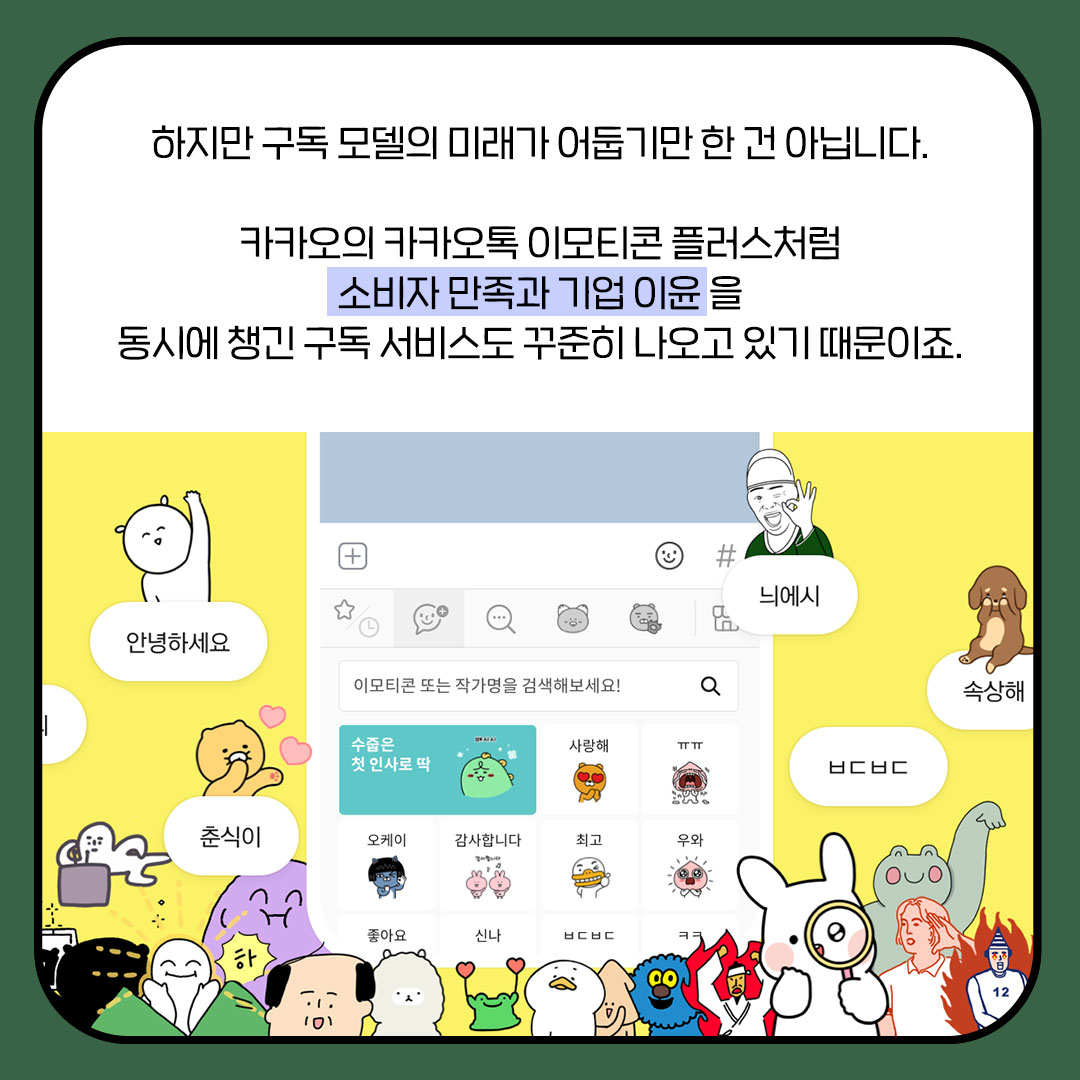 하지만 구독 모델의 미래가 어둡기만 한 건 아닙니다.
카카오의 카카오톡 이모티콘 플러스처럼
소비자 만족과 기업 이윤을
동시에 챙긴 구독 서비스도 꾸준히 나오고 있기 때문이죠.
늬에시
#
안녕하세요
이모티콘 또는 작가명을 검색해보세요!
속상해
수줍은
첫 인사로 딱
사랑해
ㅠㅠ
ㅂㄷㅂㄷ
춘식이
오케이
감사합니다
최고
우와
좋아요
신나
ㅂㄷㅂㄷ
ㅋㅋ
하
12